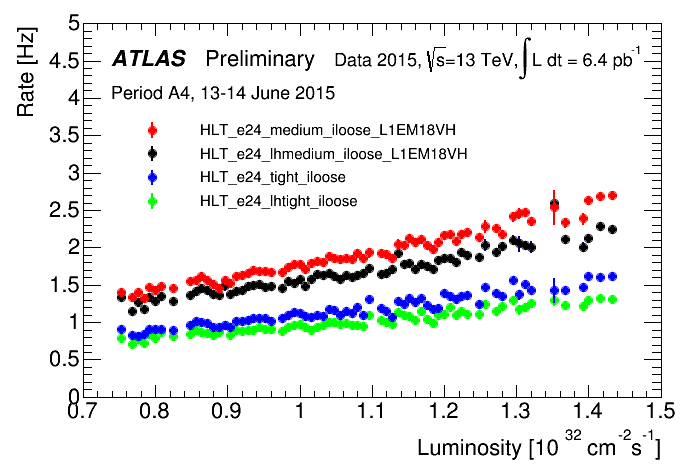 Rate [Hz]
5
4.5
4
3.5
3
2.5
2
1.5
1
0.5
0
ATLAS Preliminary Data 2015, √s=13 TeV, ∫L dt = 6.4 pb⁻¹
Period A4, 13-14 June 2015
HLT_e24_medium_iloose_L1EM18VH
HLT_e24_lhmedium_iloose_L1EM18VH
HLT_e24_tight_iloose
HLT_e24_lhtight_iloose
0.7 0.8 0.9 1 1.1 1.2 1.3 1.4 1.5
Luminosity [10³² cm⁻²s⁻¹]